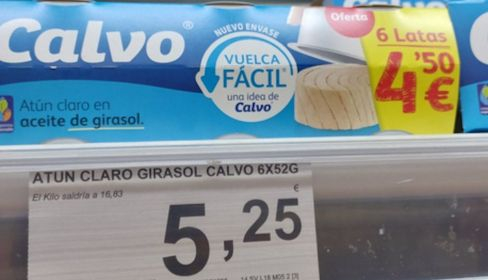 Calvo®
NUEVO ENVASE
VUELCA
FÁCIL
una idea de
Calvo
Oferta
6 Latas
4'50
€
Atún claro en
aceite de girasol.
ATUN CLARO GIRASOL CALVO 6X52G
El Kilo saldría a 16,83
€
5,25